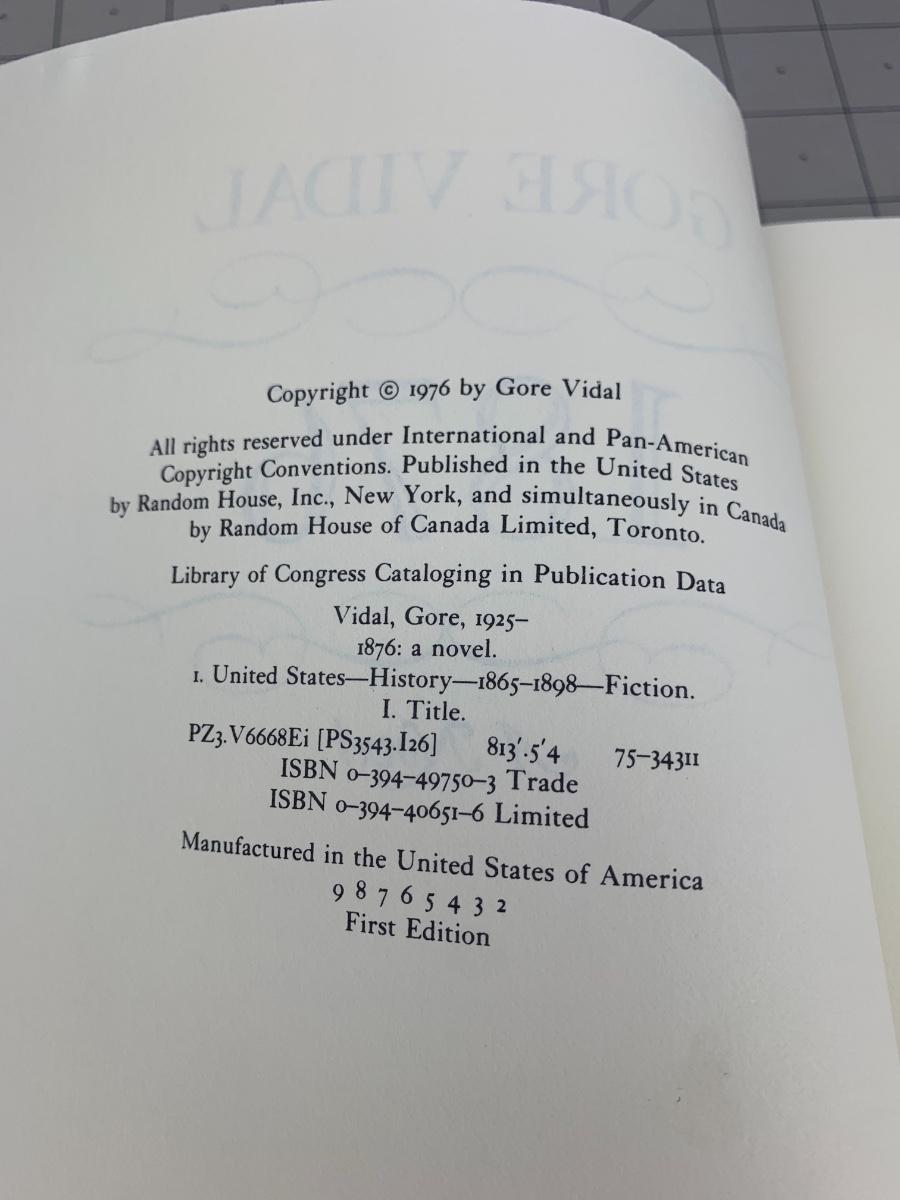 GORE VIDAL
1876
Copyright © 1976 by Gore Vidal
All rights reserved under International and Pan-American
Copyright Conventions. Published in the United States
by Random House, Inc., New York, and simultaneously in Canada
by Random House of Canada Limited, Toronto.
Library of Congress Cataloging in Publication Data
Vidal, Gore, 1925–
1876: a novel.
1. United States—History—1865–1898—Fiction.
I. Title.
PZ3.V6668Ei [PS3543.I26] 813'.5'4 75–34311
ISBN 0–394–49750–3 Trade
ISBN 0–394–40651–6 Limited
Manufactured in the United States of America
9 8 7 6 5 4 3 2
First Edition